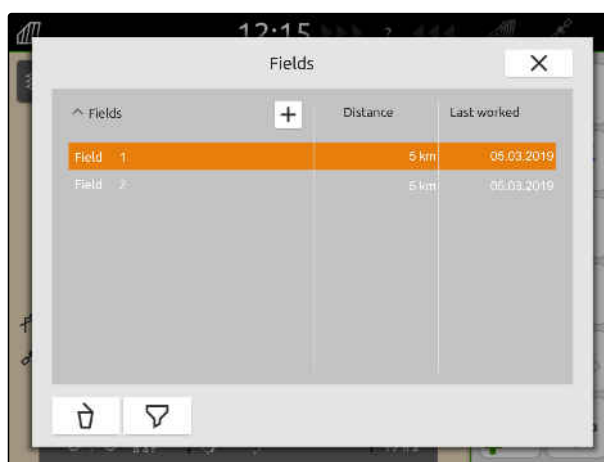 12:15
Fields
Fields + Distance Last worked
Field 1 5 km 05.03.2019
Field 2 5 km 05.03.2019